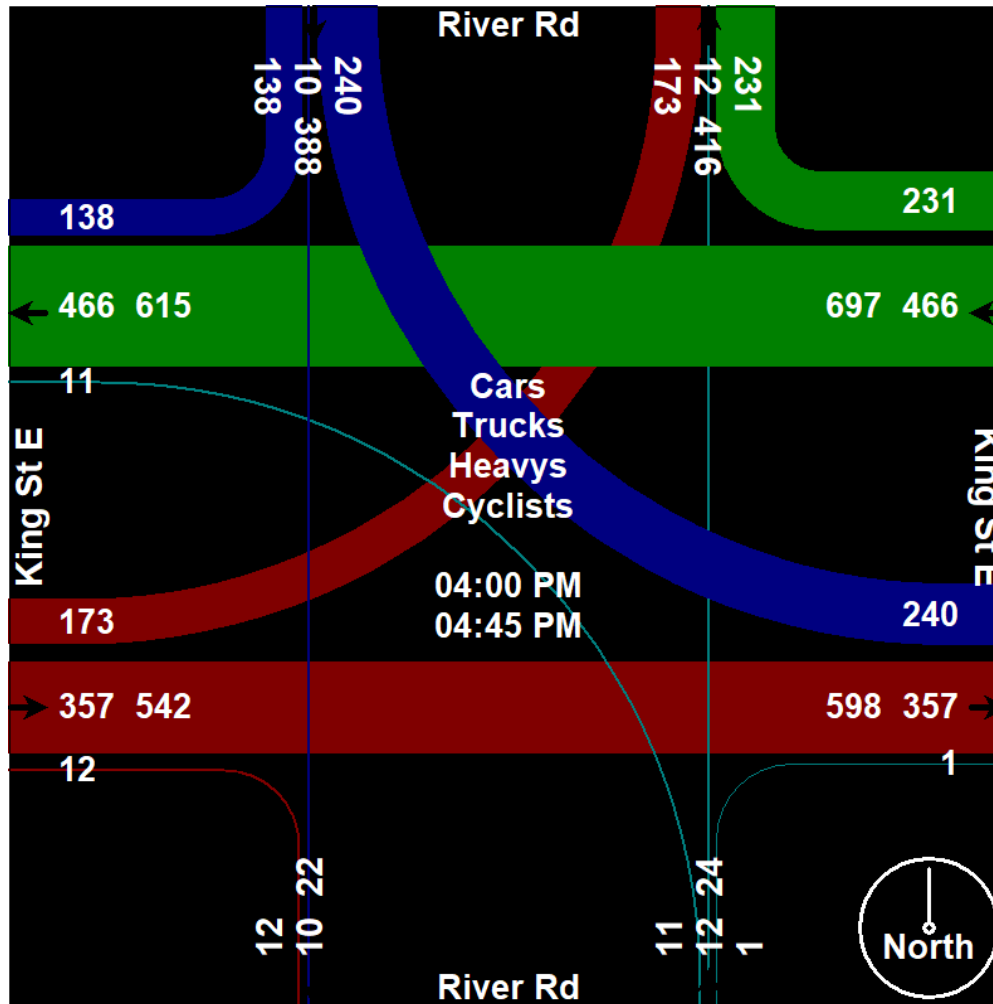 River Rd
138 10 240 173 12 231
388 416
138 231
466 615 697 466
11
Cars
Trucks
Heavys
Cyclists
King St E
King St E
04:00 PM
04:45 PM
173 240
357 542 598 357
12 1
22 24
12 10 11 12 1
North
River Rd